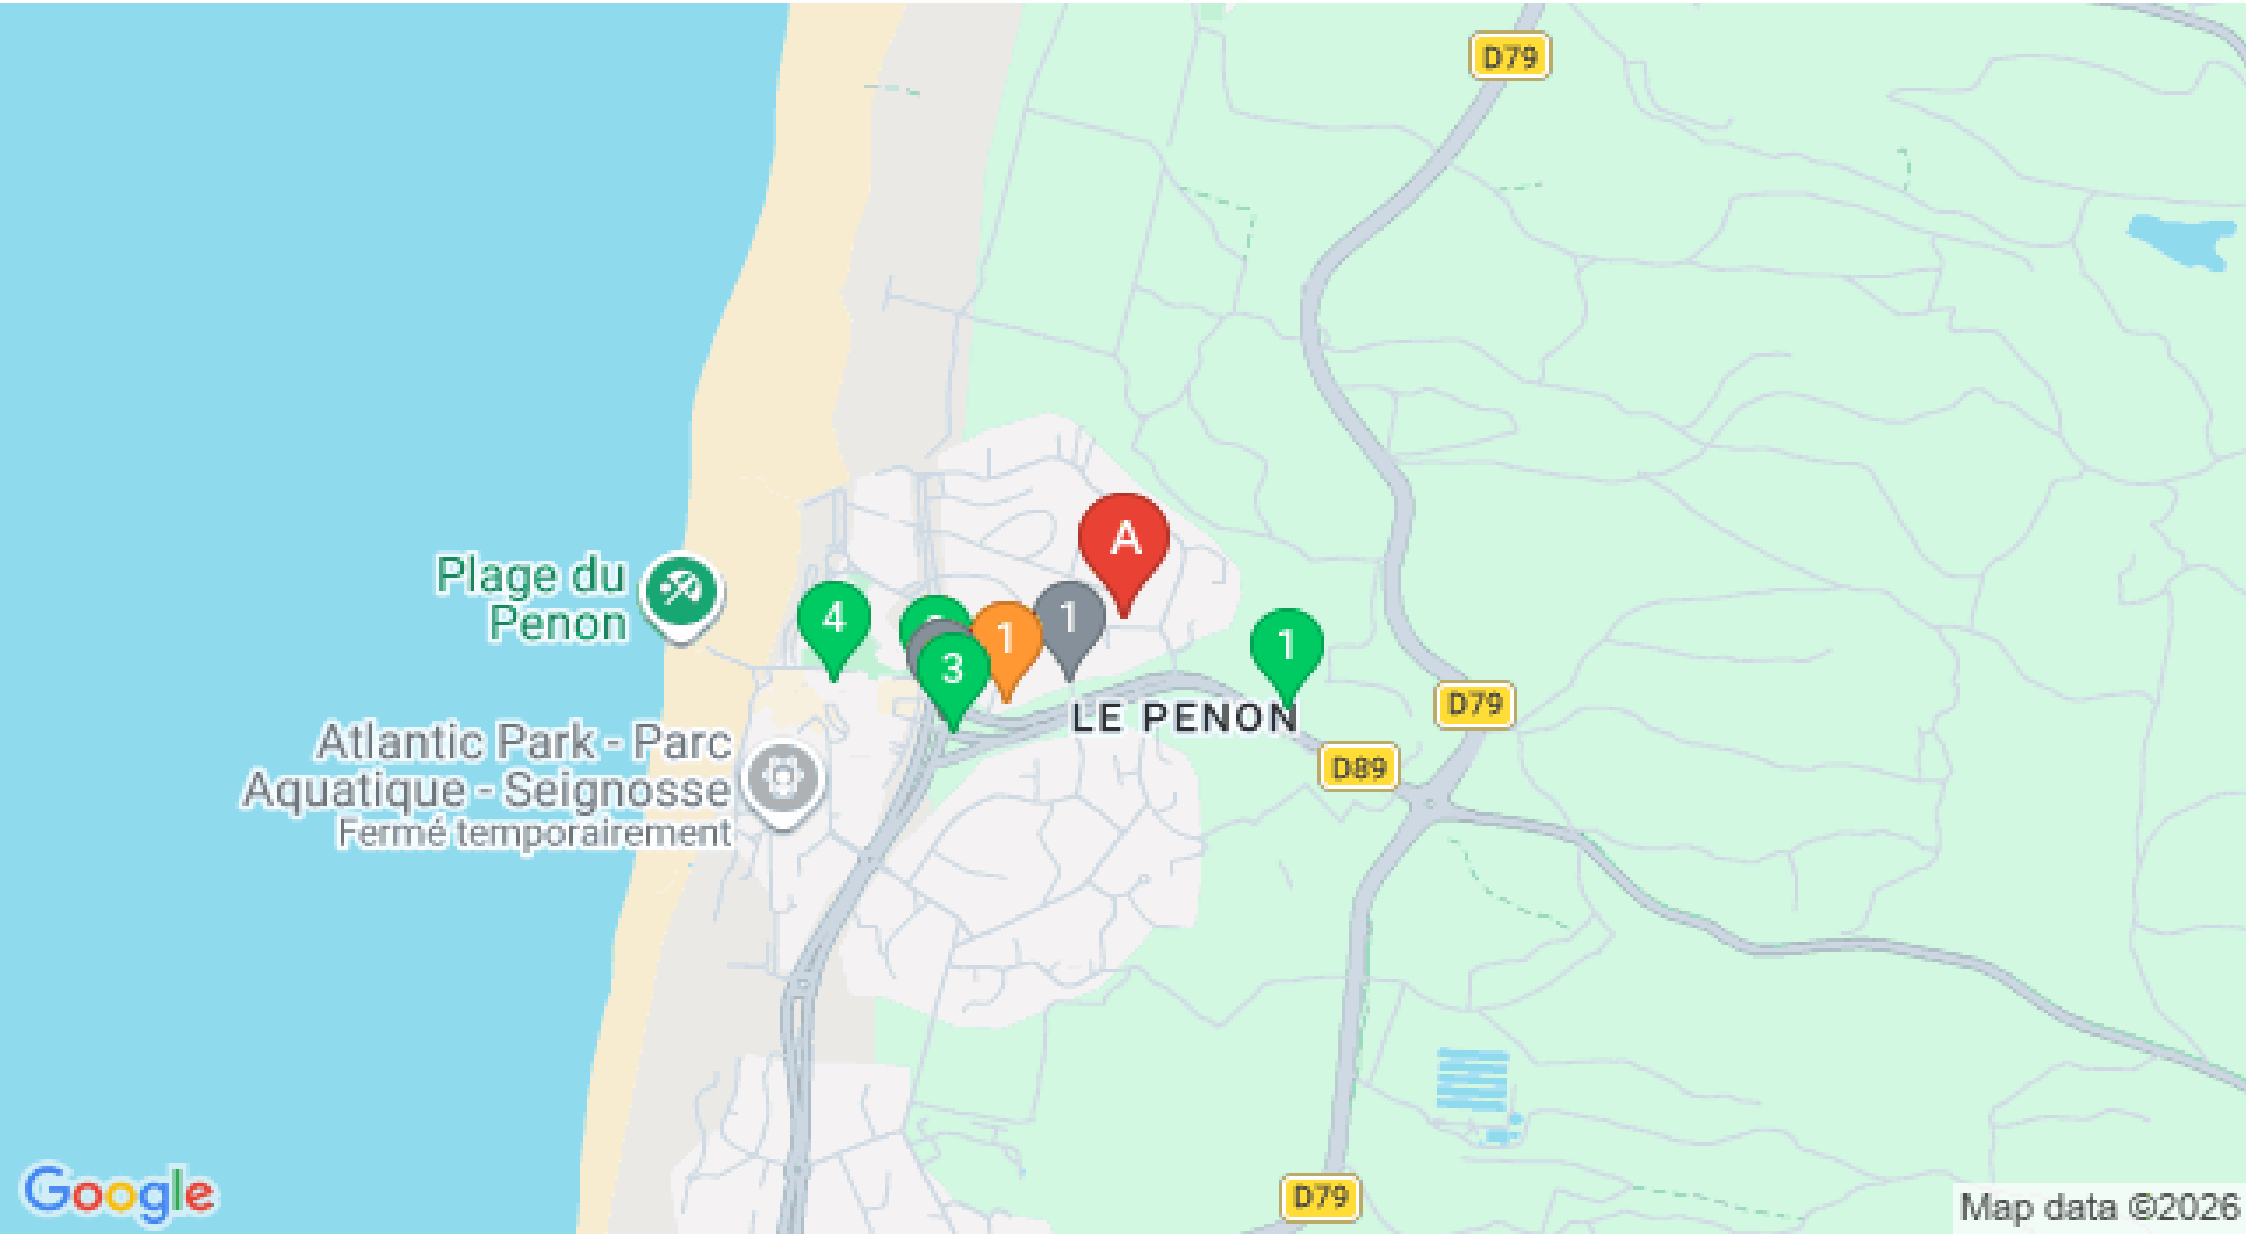 D79
A
Plage du
Penon
4
1
1
1
3
D79
LE PENON
Atlantic Park - Parc
Aquatique - Seignosse
Fermé temporairement
D89
D79
Google
Map data ©2026